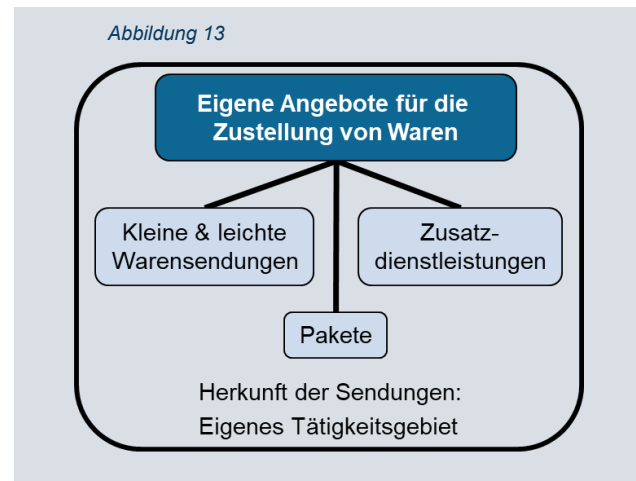 Abbildung 13
Eigene Angebote für die
Zustellung von Waren
Kleine & leichte
Warensendungen
Zusatz-
dienstleistungen
Pakete
Herkunft der Sendungen:
Eigenes Tätigkeitsgebiet